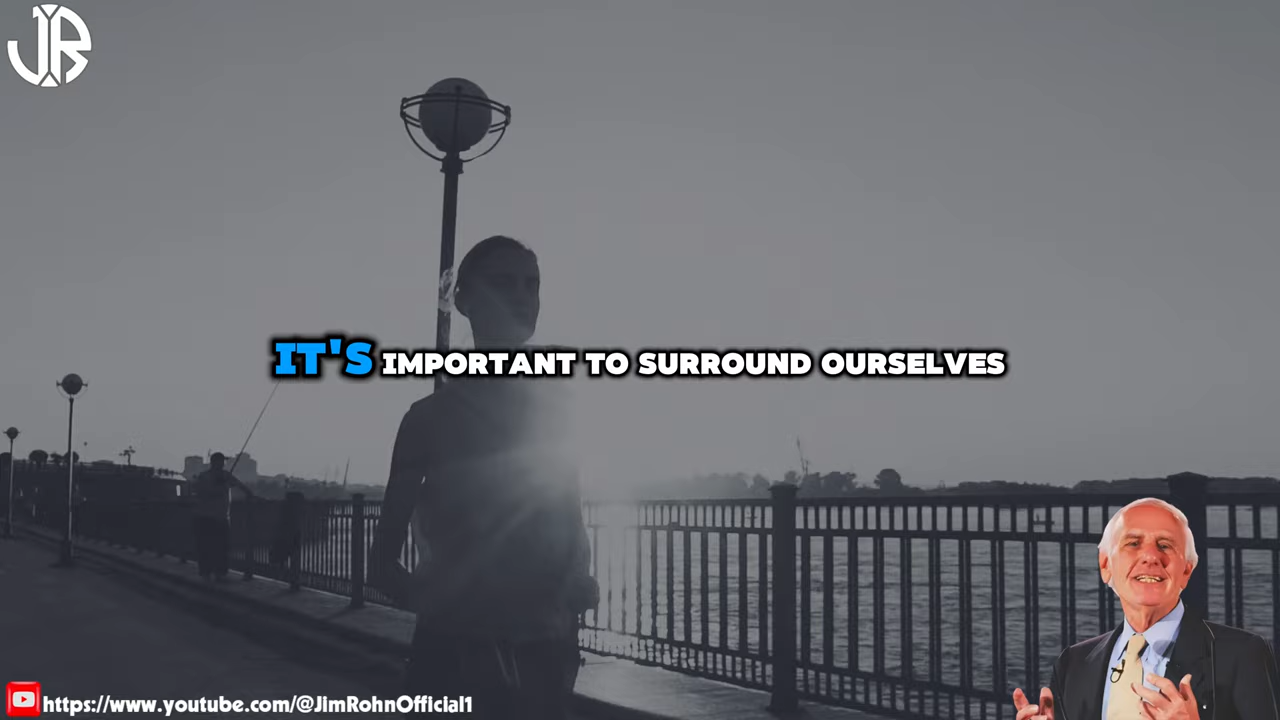 JR
IT'S IMPORTANT TO SURROUND OURSELVES
https://www.youtube.com/@JimRohnOfficial1